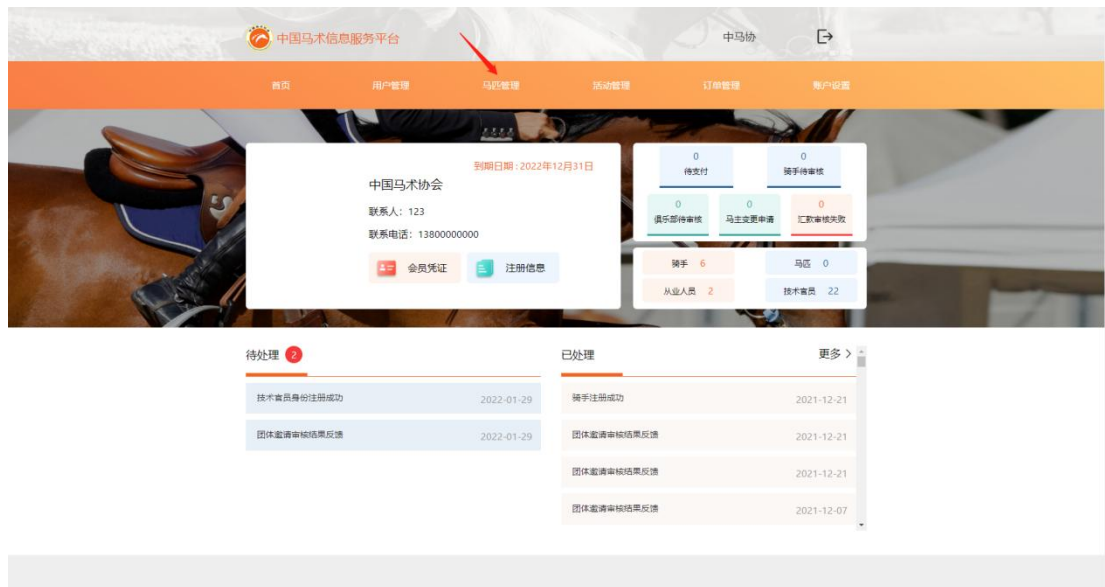 中国马术信息服务平台
中马协
首页 用户管理 马匹管理 活动管理 订单管理 账户设置
到期日期：2022年12月31日
中国马术协会
联系人：123
联系电话：13800000000
会员凭证 注册信息
0 0
待支付 骑手待审核
0 0 0
俱乐部待审核 马主变更申请 汇款审核失败
骑手 6 马匹 0
从业人员 2 技术官员 22
待处理 2
技术官员身份注册成功 2022-01-29
团体邀请审核结果反馈 2022-01-29
已处理 更多
骑手注册成功 2021-12-21
团体邀请审核结果反馈 2021-12-21
团体邀请审核结果反馈 2021-12-21
团体邀请审核结果反馈 2021-12-07